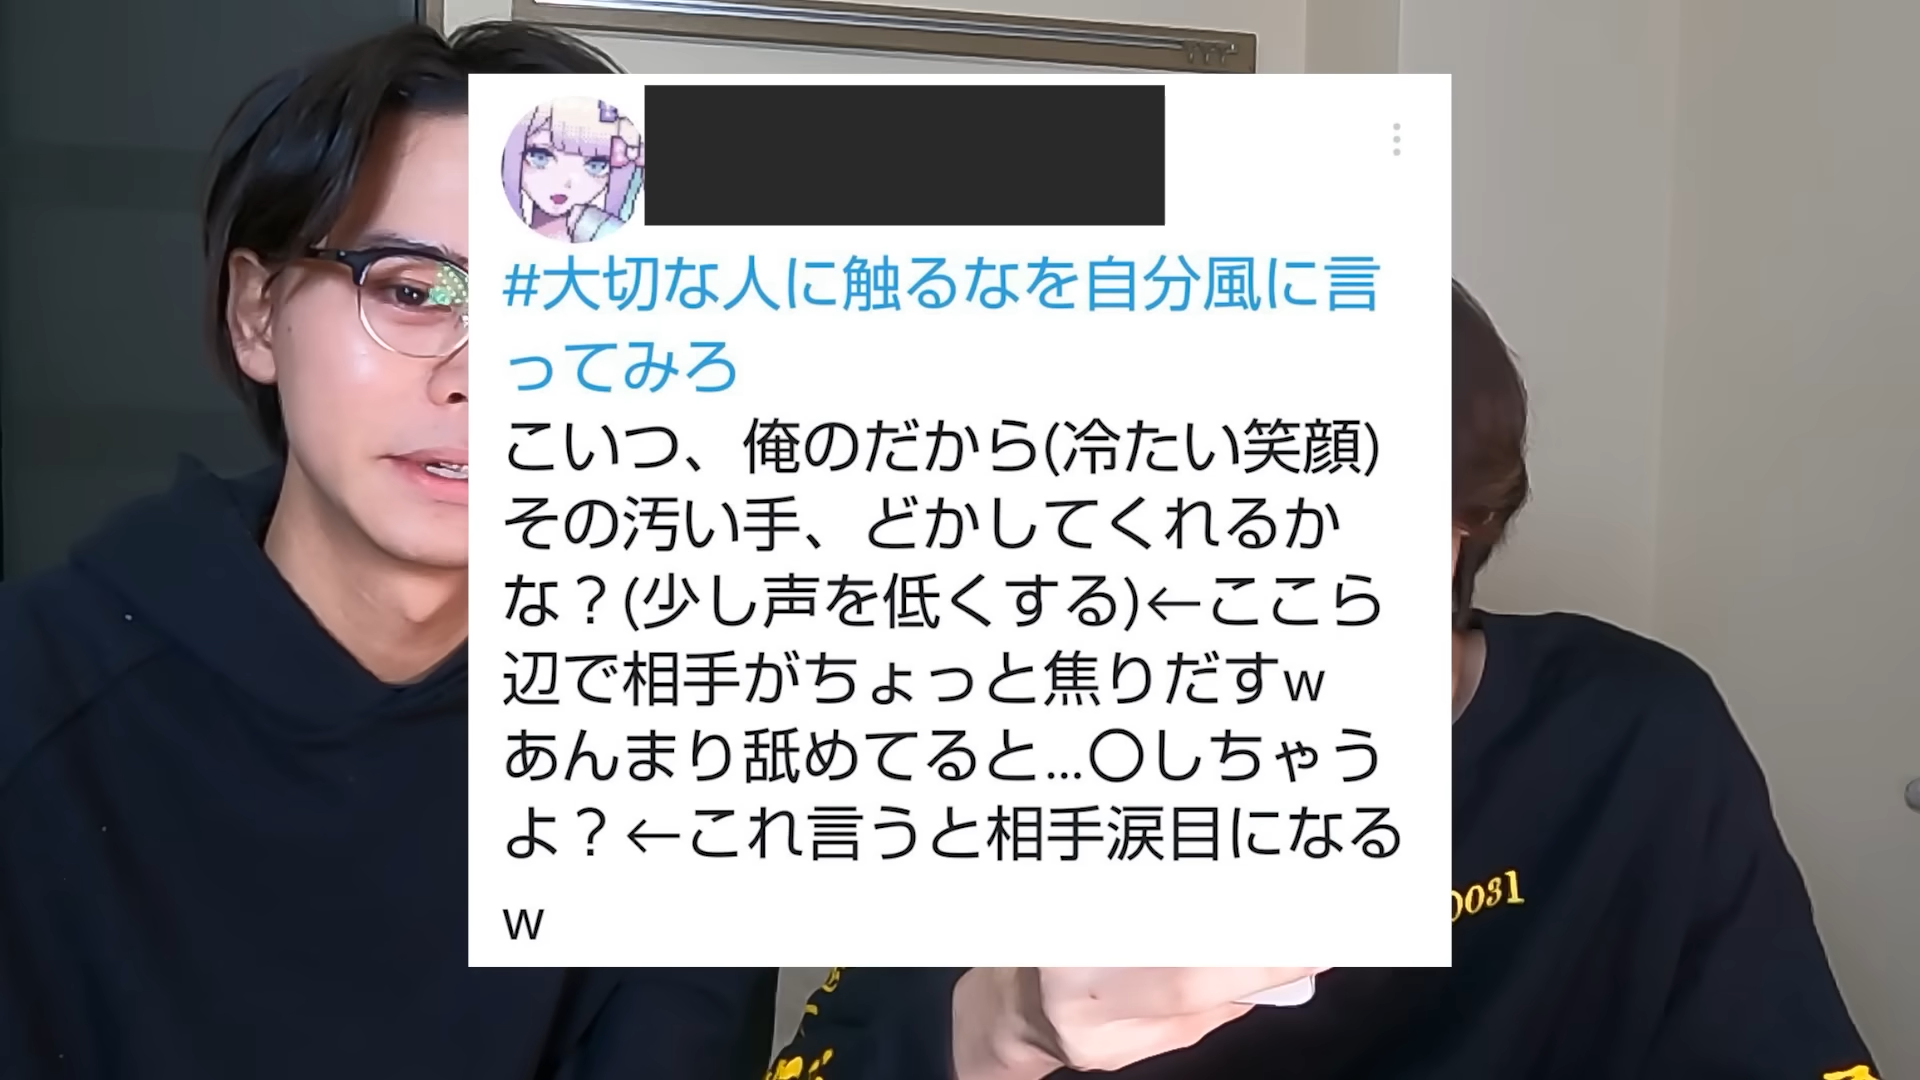 #大切な人に触るなを自分風に言
ってみろ
こいつ、俺のだから(冷たい笑顔)
その汚い手、どかしてくれるか
な？(少し声を低くする)←ここら
辺で相手がちょっと焦りだすw
あんまり舐めてると...〇しちゃう
よ？←これ言うと相手涙目になる
w
0031